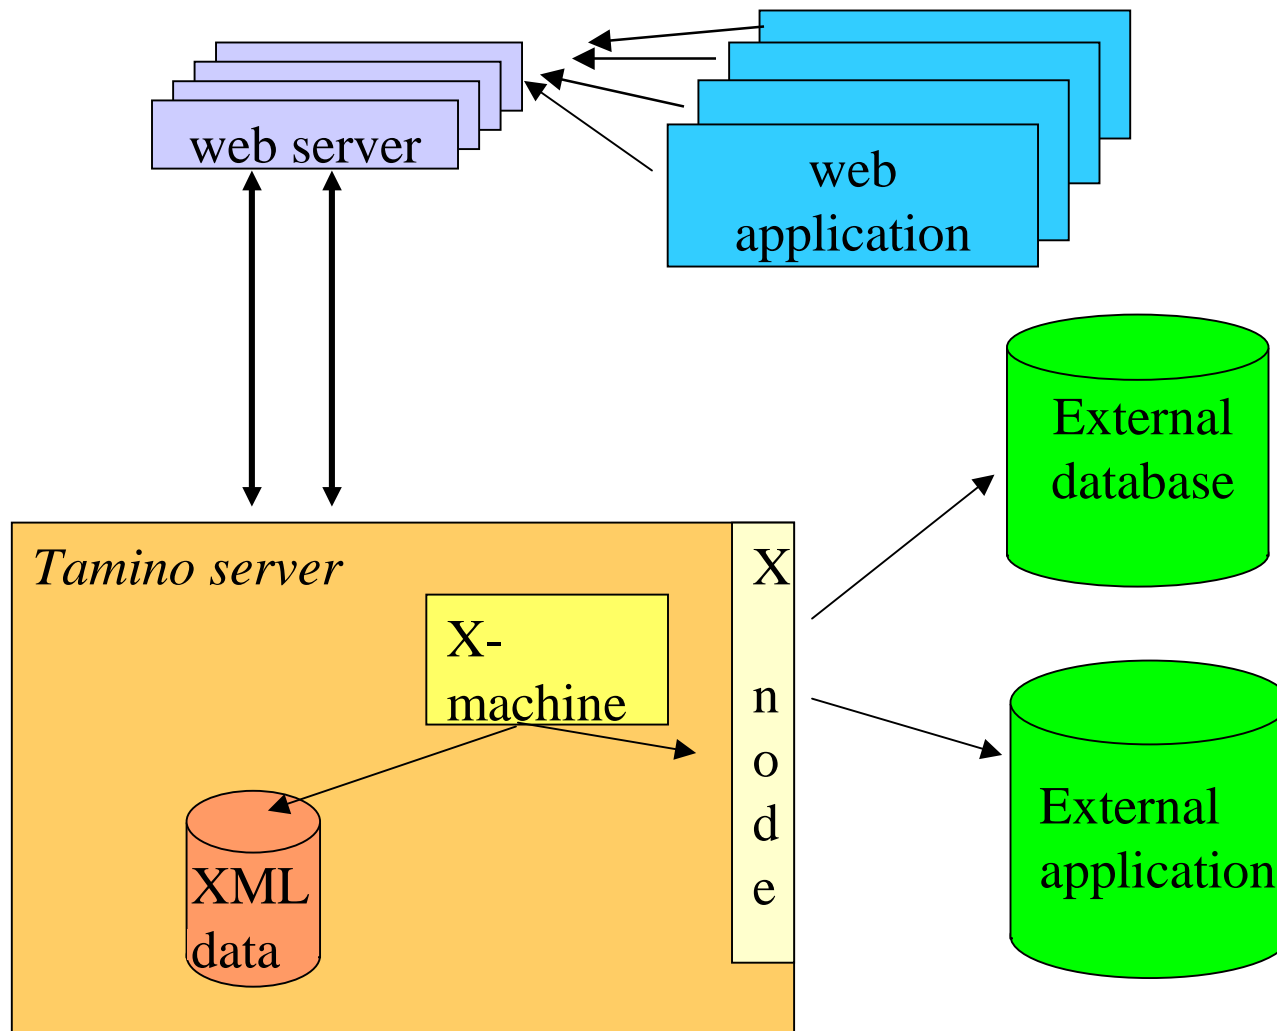 web server
web
application
External
database
Tamino server
X-
machine
X
n
o
d
e
External
application
XML
data